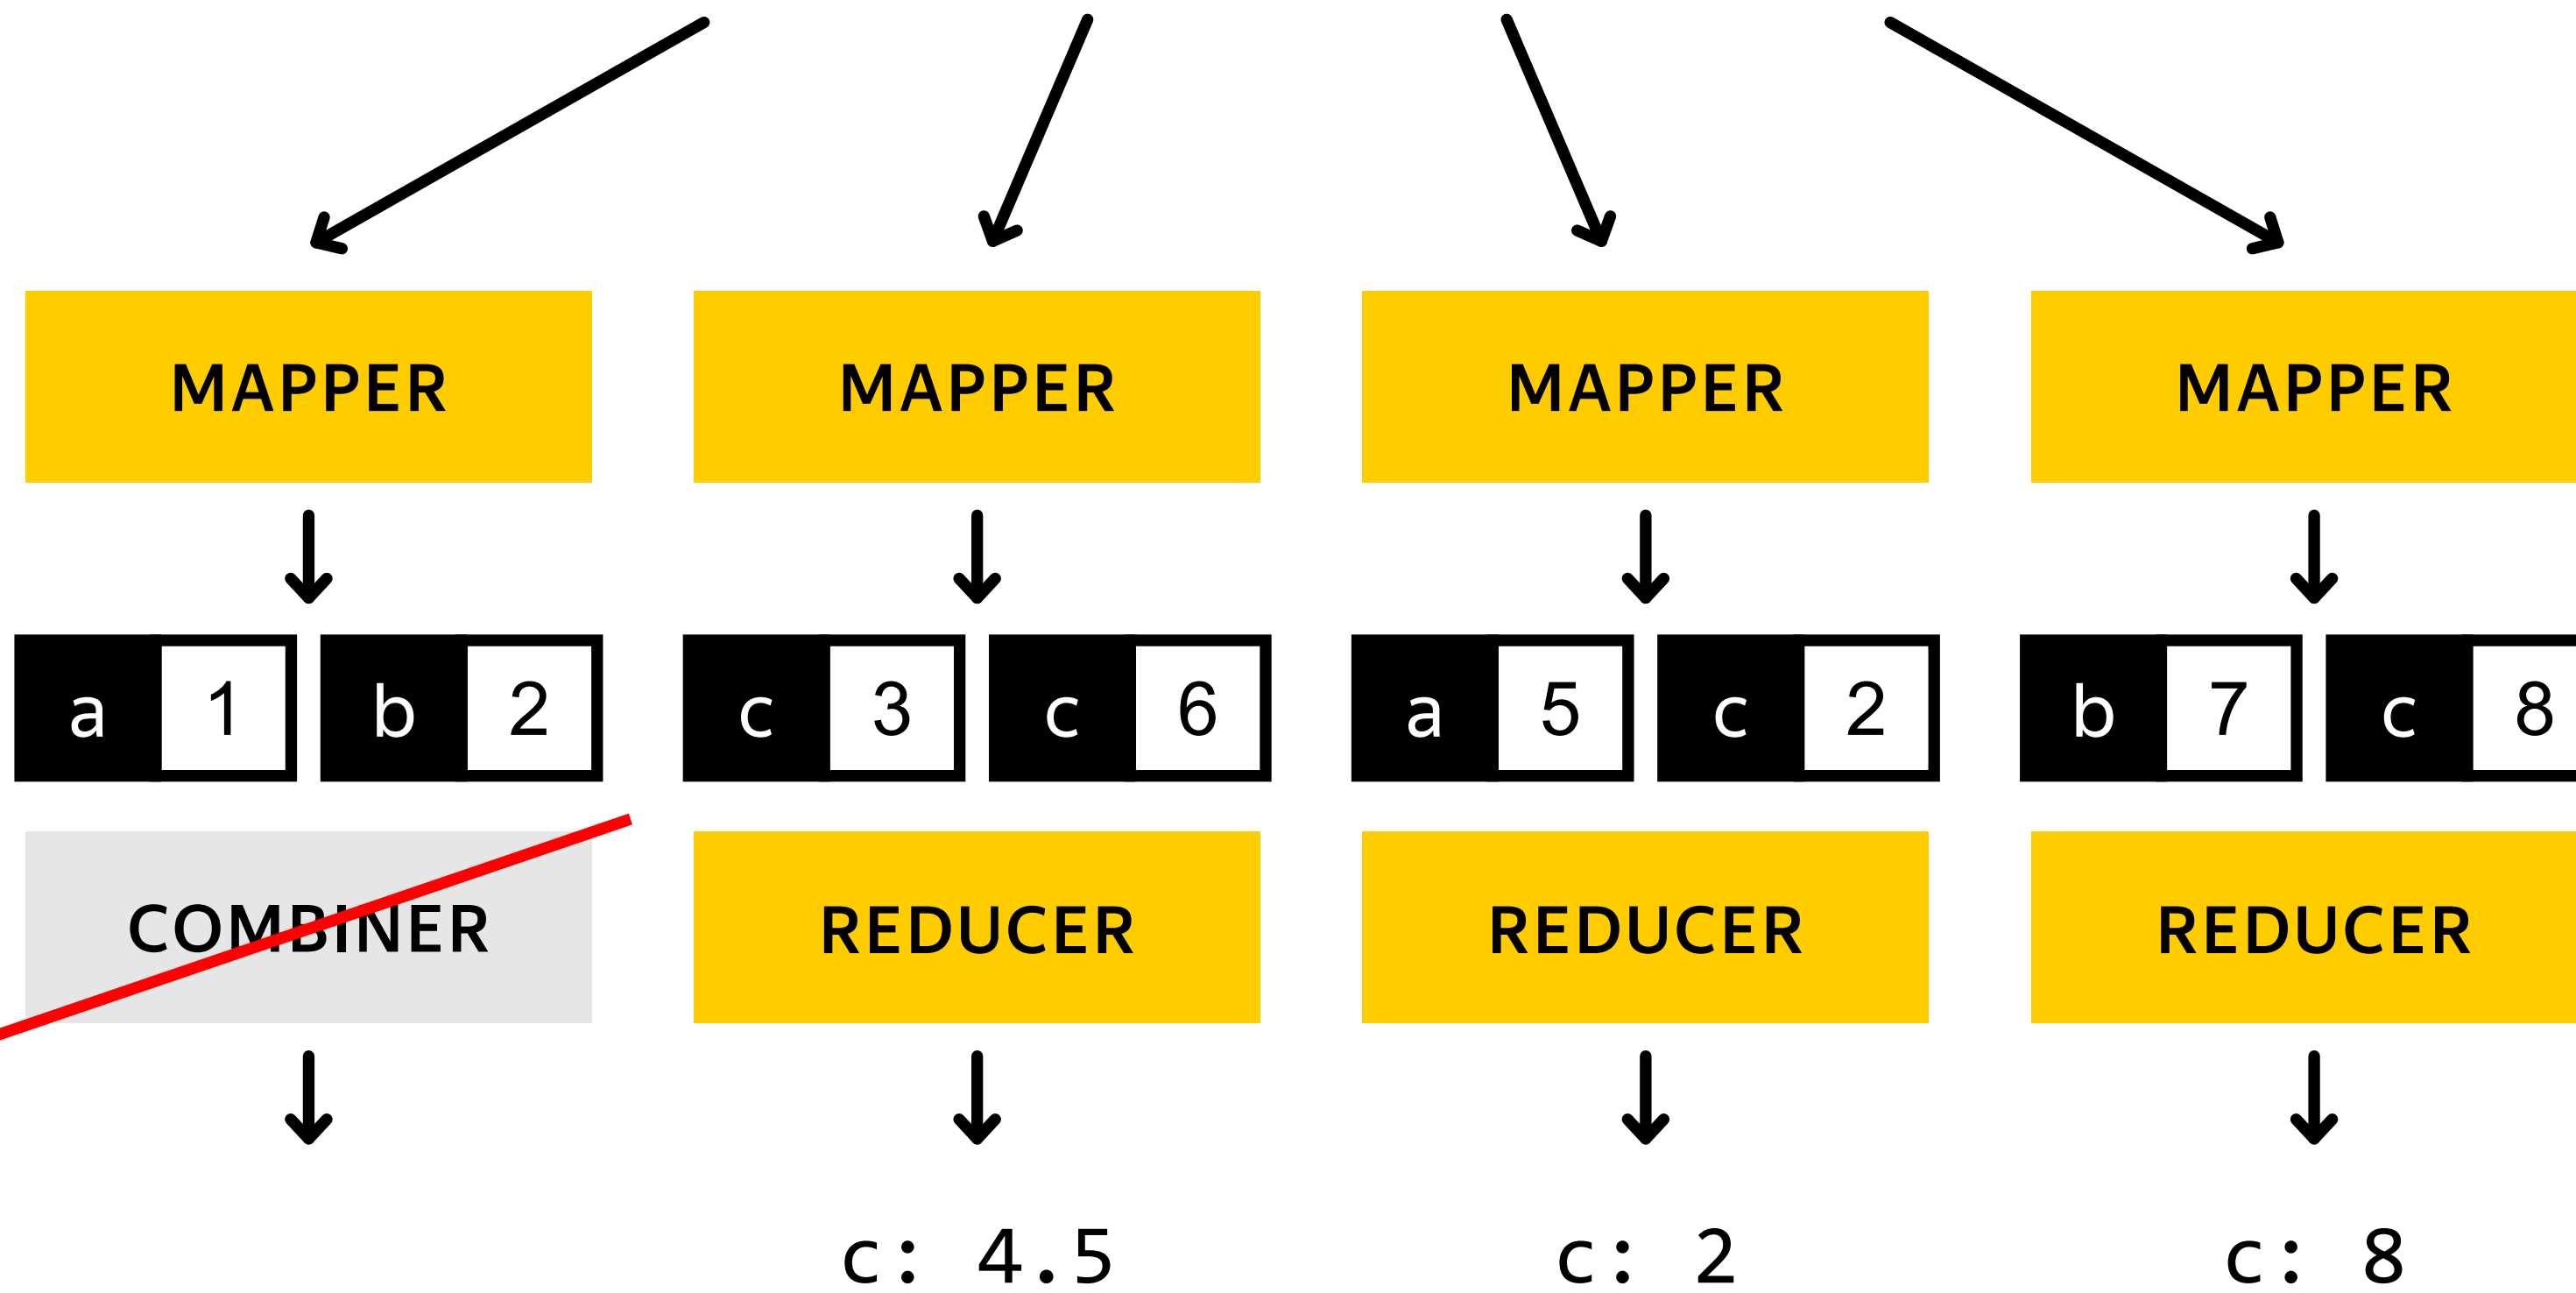 MAPPER MAPPER MAPPER MAPPER
a 1 b 2 c 3 c 6 a 5 c 2 b 7 c 8
COMBINER REDUCER REDUCER REDUCER
c: 4.5 c: 2 c: 8